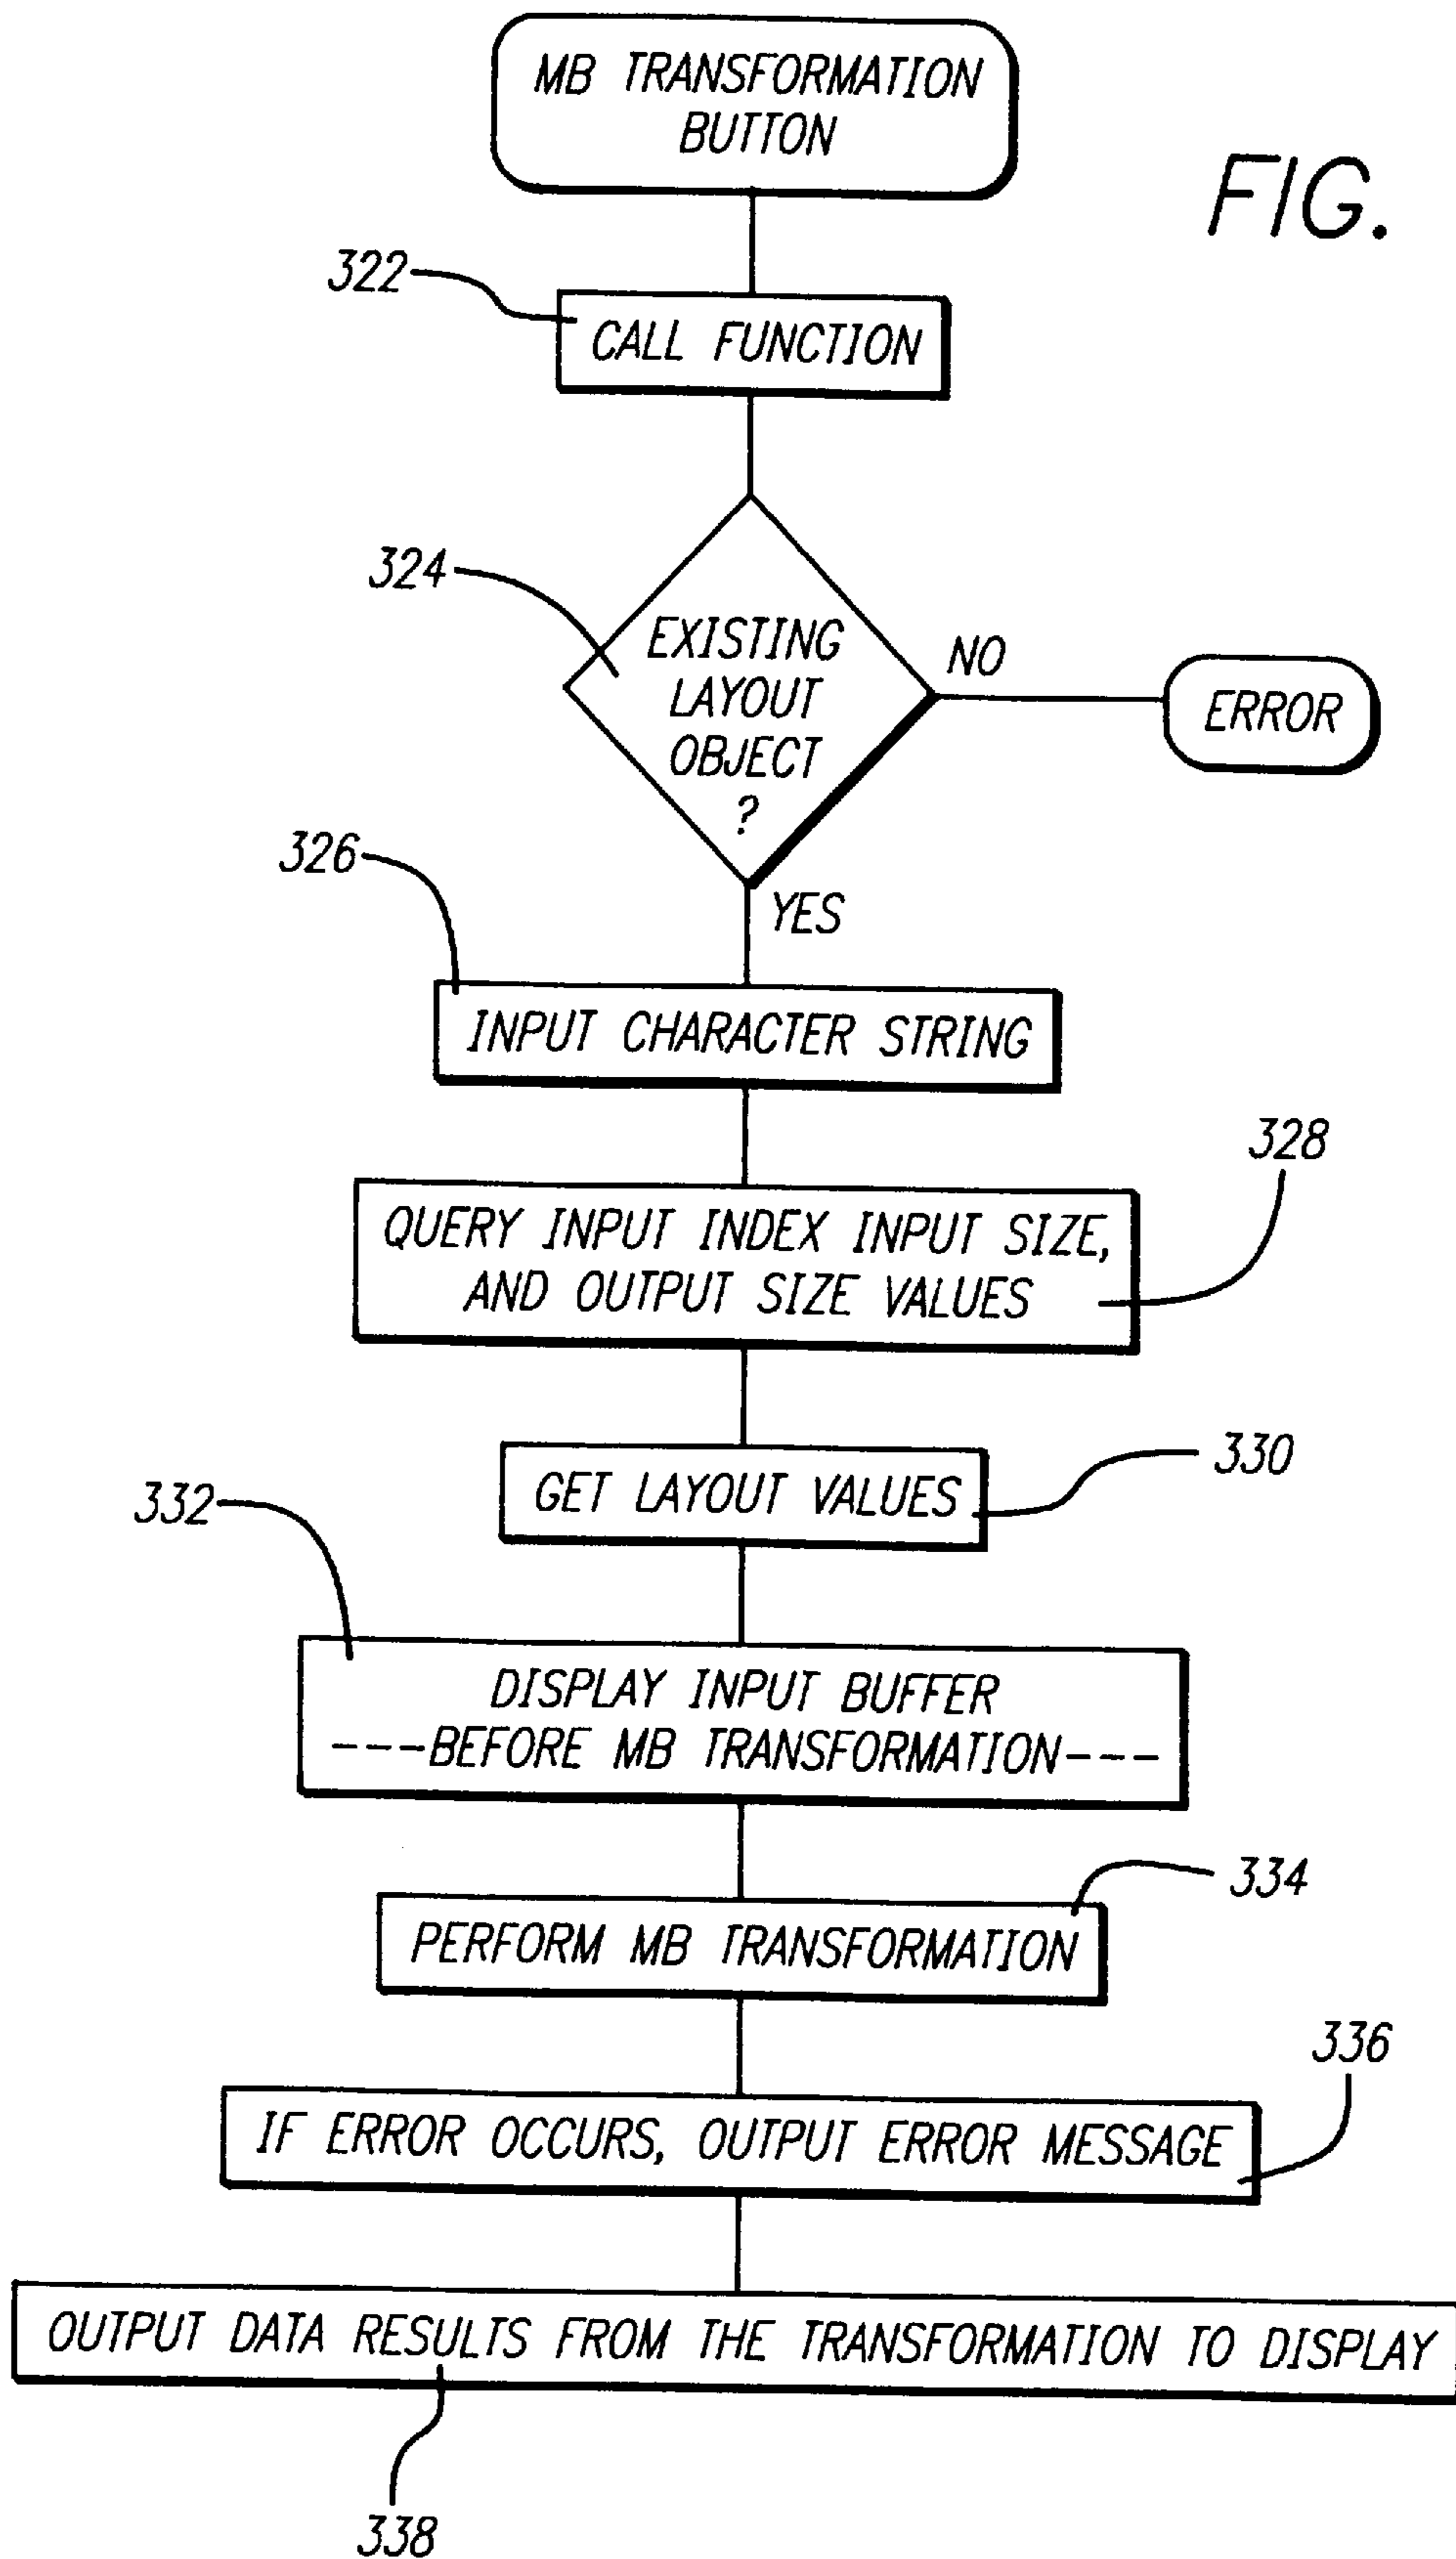 MB TRANSFORMATION
BUTTON
FIG.
322
CALL FUNCTION
324
EXISTING
LAYOUT
OBJECT
?
NO
ERROR
YES
326
INPUT CHARACTER STRING
328
QUERY INPUT INDEX INPUT SIZE,
AND OUTPUT SIZE VALUES
330
GET LAYOUT VALUES
332
DISPLAY INPUT BUFFER
---BEFORE MB TRANSFORMATION---
334
PERFORM MB TRANSFORMATION
336
IF ERROR OCCURS, OUTPUT ERROR MESSAGE
OUTPUT DATA RESULTS FROM THE TRANSFORMATION TO DISPLAY
338